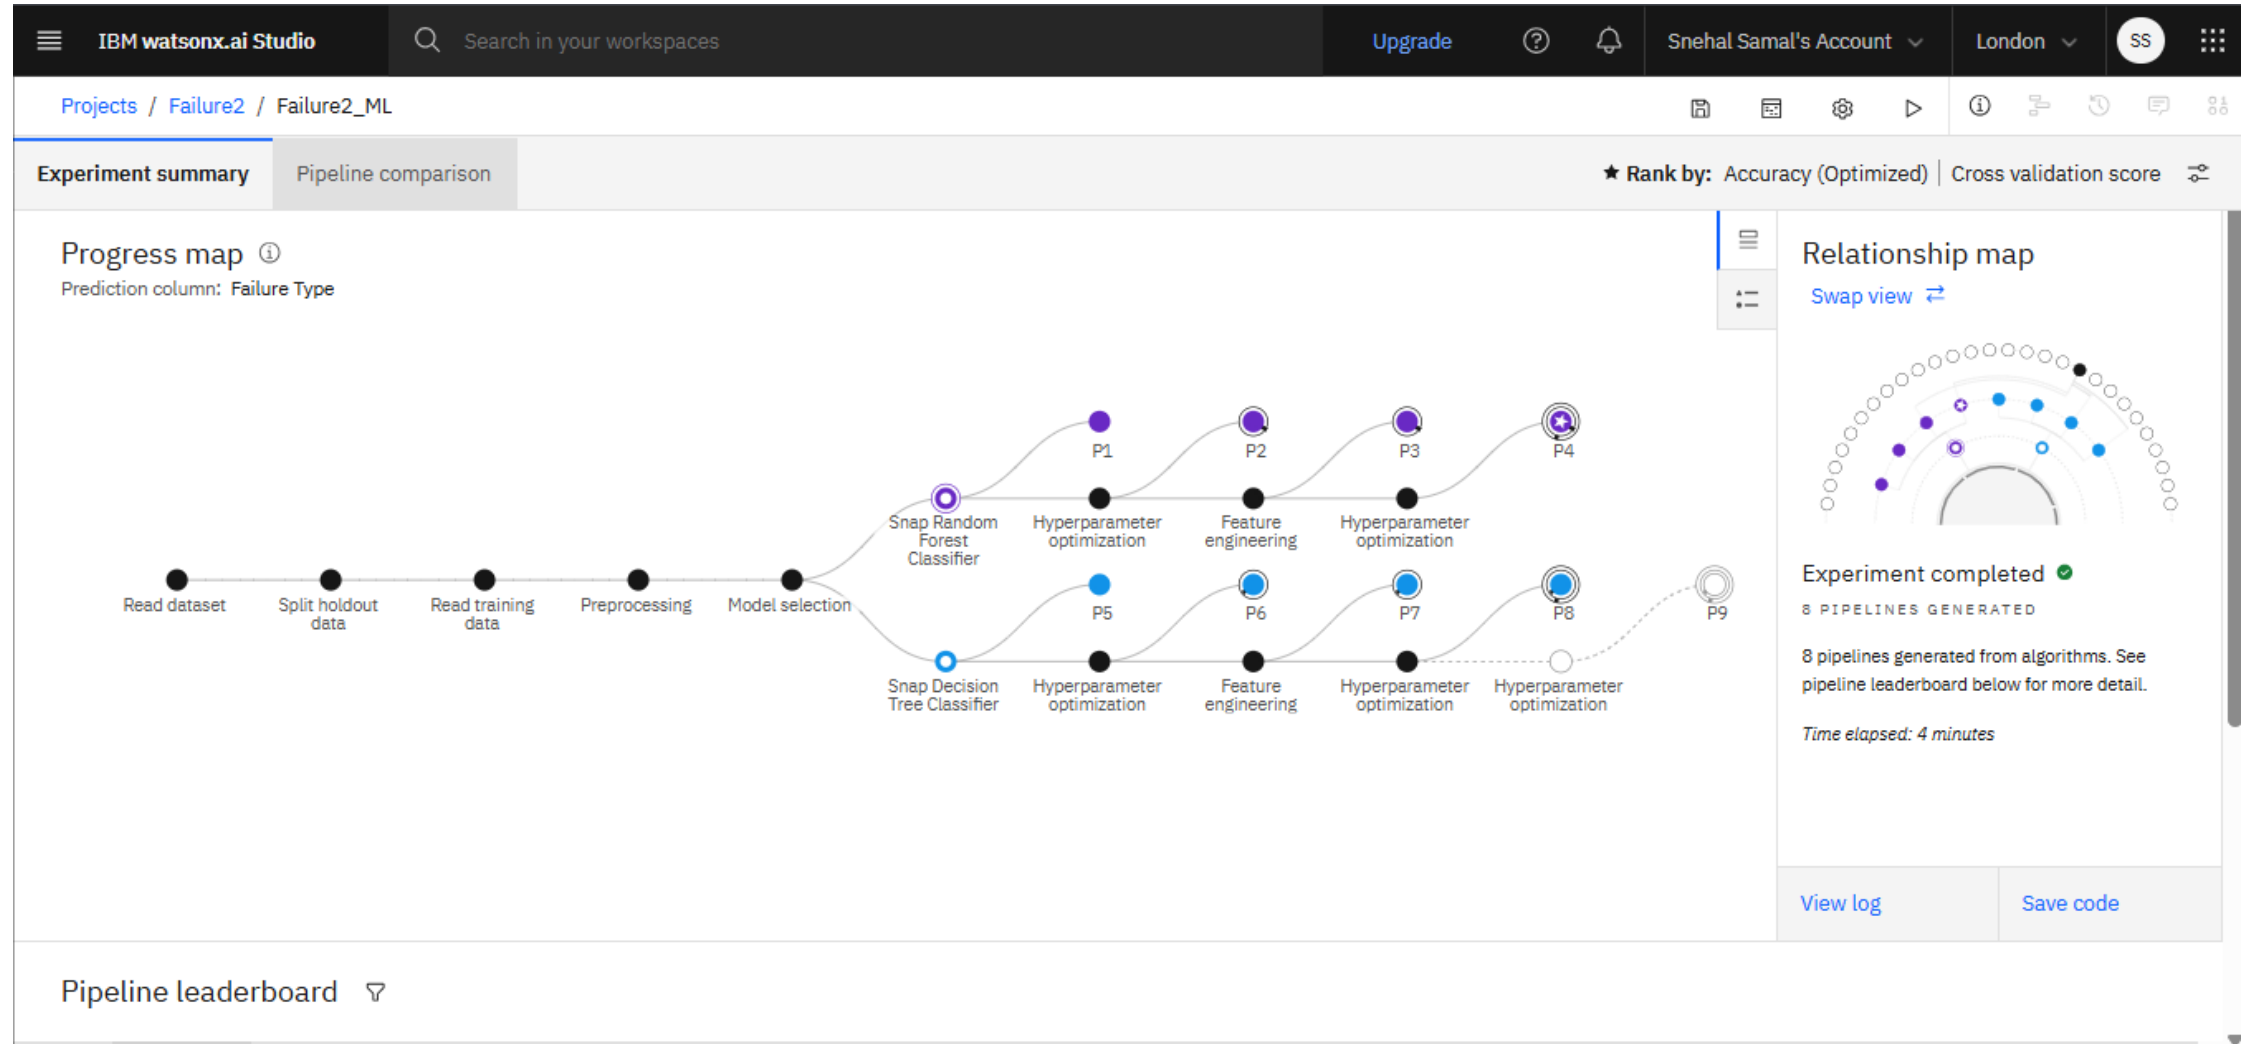 IBM watsonx.ai Studio
Search in your workspaces
Upgrade
Snehal Samal's Account
London
SS
Projects / Failure2 / Failure2_ML
Experiment summary
Pipeline comparison
★ Rank by: Accuracy (Optimized) | Cross validation score
Progress map
Prediction column: Failure Type
P1
P2
P3
P4
Snap Random
Forest
Classifier
Hyperparameter
optimization
Feature
engineering
Hyperparameter
optimization
Read dataset
Split holdout
data
Read training
data
Preprocessing
Model selection
P5
P6
P7
P8
P9
Snap Decision
Tree Classifier
Hyperparameter
optimization
Feature
engineering
Hyperparameter
optimization
Hyperparameter
optimization
Relationship map
Swap view
Experiment completed
8 PIPELINES GENERATED
8 pipelines generated from algorithms. See
pipeline leaderboard below for more detail.
Time elapsed: 4 minutes
View log
Save code
Pipeline leaderboard